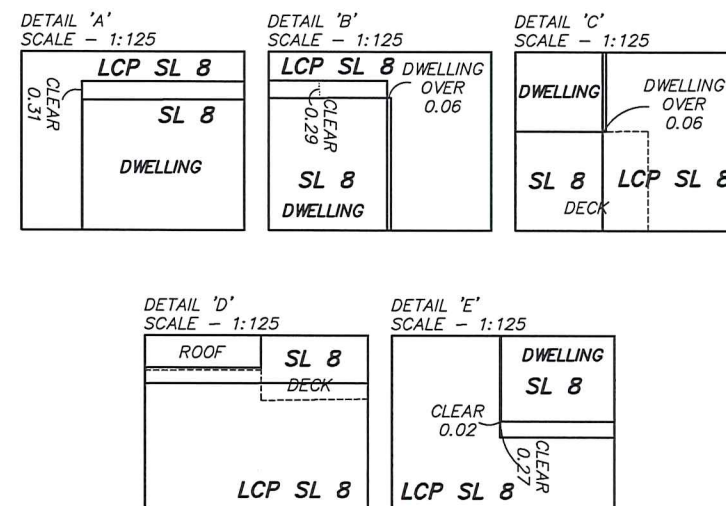 DETAIL 'A'
SCALE – 1:125
LCP SL 8
CLEAR
0.31
SL 8
DWELLING
DETAIL 'B'
SCALE – 1:125
LCP SL 8
DWELLING
OVER
0.06
CLEAR
0.29
SL 8
DWELLING
DETAIL 'C'
SCALE – 1:125
DWELLING
DWELLING
OVER
0.06
SL 8
LCP SL 8
DECK
DETAIL 'D'
SCALE – 1:125
ROOF
SL 8
DECK
LCP SL 8
DETAIL 'E'
SCALE – 1:125
DWELLING
SL 8
CLEAR
0.02
CLEAR
0.27
LCP SL 8